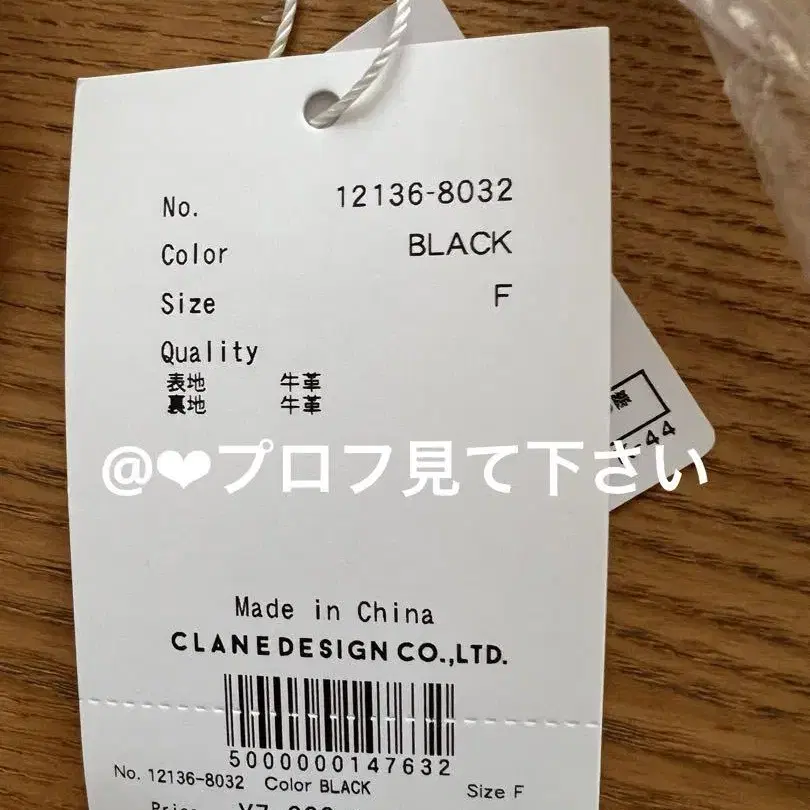 No. 12136-8032
Color BLACK
Size F
Quality
表地 牛革
裏地 牛革
-44
@❤プロフ見て下さい
Made in China
CLANEDESIGN CO.,LTD.
5000000147632
No. 12136-8032 Color BLACK Size F